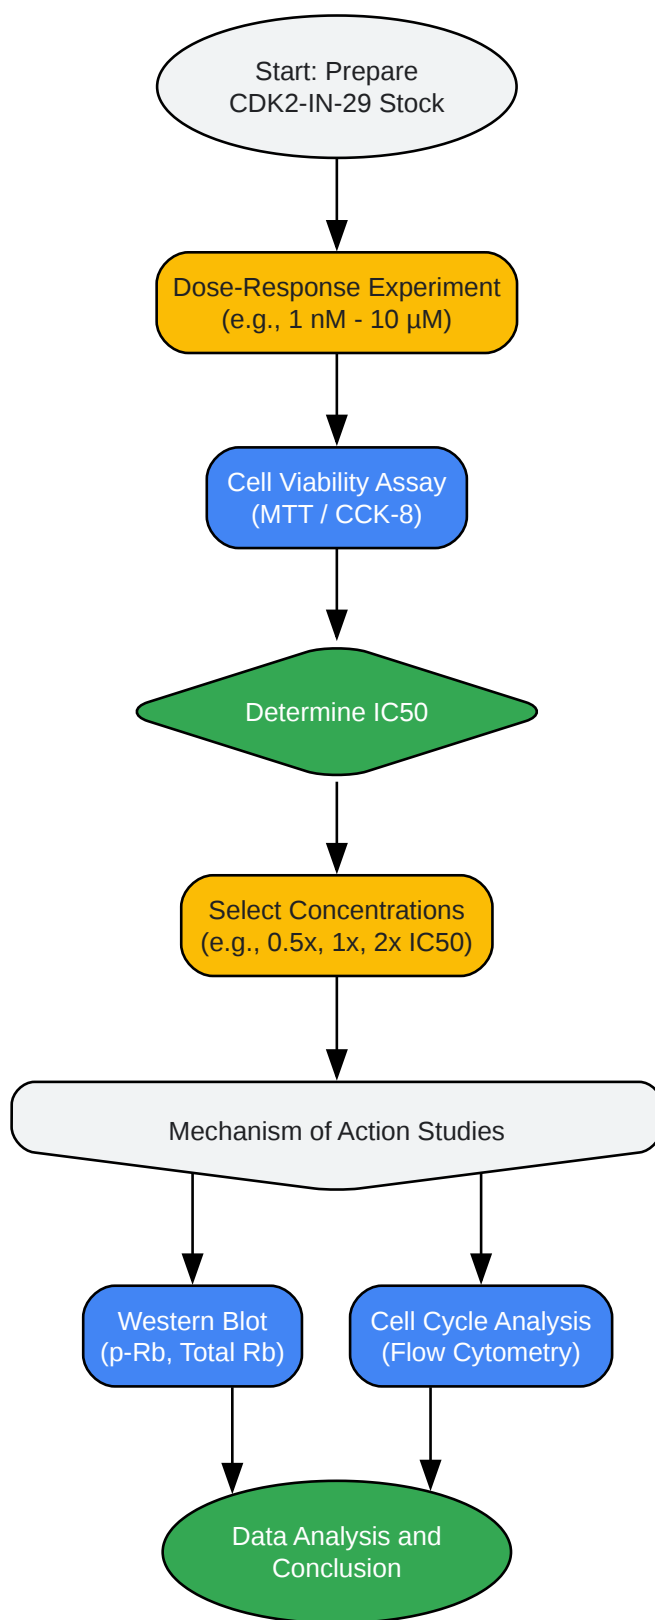 Start: Prepare
CDK2-IN-29 Stock
Dose-Response Experiment
(e.g., 1 nM - 10 µM)
Cell Viability Assay
(MTT / CCK-8)
Determine IC50
Select Concentrations
(e.g., 0.5x, 1x, 2x IC50)
Mechanism of Action Studies
Western Blot
(p-Rb, Total Rb)
Cell Cycle Analysis
(Flow Cytometry)
Data Analysis and
Conclusion